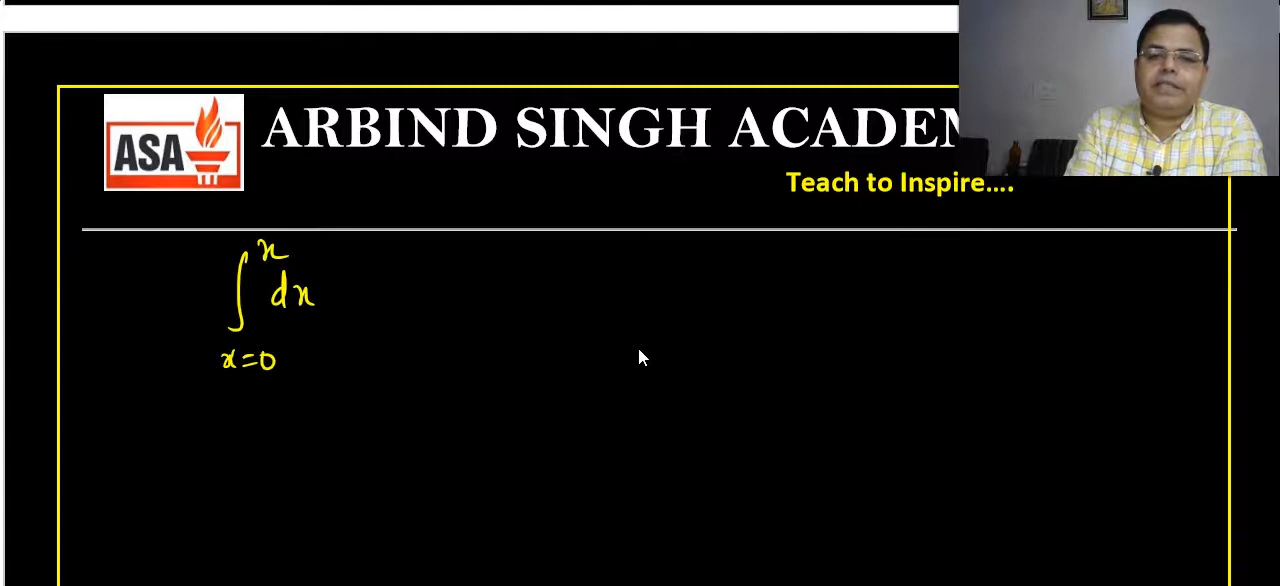 ASA
ARBIND SINGH ACADEM
Teach to Inspire....
∫ x dx
x=0